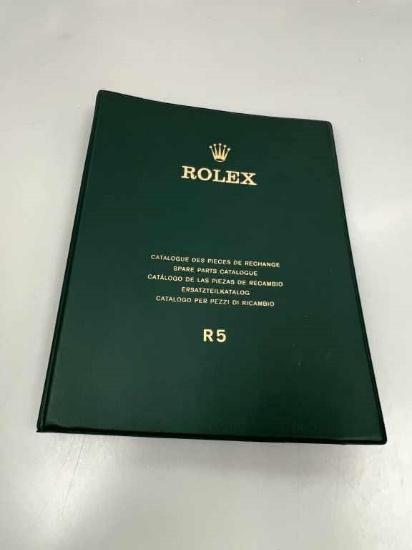 ROLEX
CATALOGUE DES PIECES DE RECHANGE
SPARE PARTS CATALOGUE
CATÁLOGO DE LAS PIEZAS DE RECAMBIO
ERSATZTEILKATALOG
CATALOGO PER PEZZI DI RICAMBIO
R5